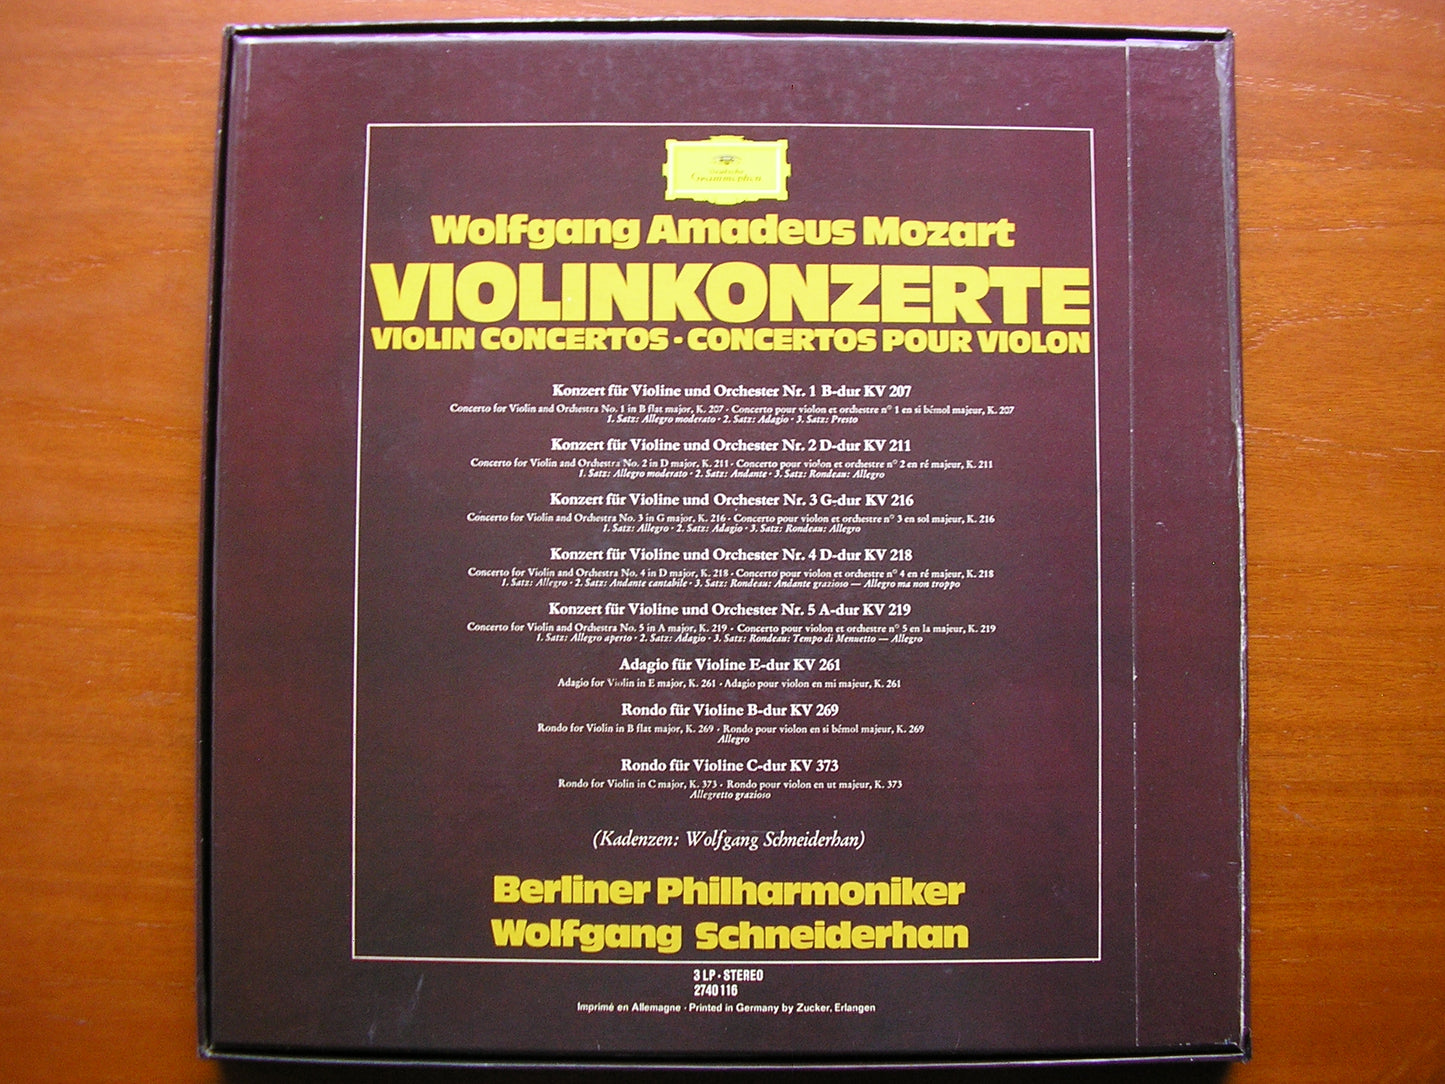 Deutsche
Grammophon
Wolfgang Amadeus Mozart
VIOLINKONZERTE
VIOLIN CONCERTOS · CONCERTOS POUR VIOLON
Konzert für Violine und Orchester Nr. 1 B-dur KV 207
Concerto for Violin and Orchestra No. 1 in B flat major, K. 207 · Concerto pour violon et orchestre n° 1 en si bémol majeur, K. 207
1. Satz: Allegro moderato · 2. Satz: Adagio · 3. Satz: Presto
Konzert für Violine und Orchester Nr. 2 D-dur KV 211
Concerto for Violin and Orchestra No. 2 in D major, K. 211 · Concerto pour violon et orchestre n° 2 en ré majeur, K. 211
1. Satz: Allegro moderato · 2. Satz: Andante · 3. Satz: Rondeau: Allegro
Konzert für Violine und Orchester Nr. 3 G-dur KV 216
Concerto for Violin and Orchestra No. 3 in G major, K. 216 · Concerto pour violon et orchestre n° 3 en sol majeur, K. 216
1. Satz: Allegro · 2. Satz: Adagio · 3. Satz: Rondeau: Allegro
Konzert für Violine und Orchester Nr. 4 D-dur KV 218
Concerto for Violin and Orchestra No. 4 in D major, K. 218 · Concerto pour violon et orchestre n° 4 en ré majeur, K. 218
1. Satz: Allegro · 2. Satz: Andante cantabile · 3. Satz: Rondeau: Andante grazioso — Allegro ma non troppo
Konzert für Violine und Orchester Nr. 5 A-dur KV 219
Concerto for Violin and Orchestra No. 5 in A major, K. 219 · Concerto pour violon et orchestre n° 5 en la majeur, K. 219
1. Satz: Allegro aperto · 2. Satz: Adagio · 3. Satz: Rondeau: Tempo di Menuetto — Allegro
Adagio für Violine E-dur KV 261
Adagio for Violin in E major, K. 261 · Adagio pour violon en mi majeur, K. 261
Rondo für Violine B-dur KV 269
Rondo for Violin in B flat major, K. 269 · Rondo pour violon en si bémol majeur, K. 269
Allegro
Rondo für Violine C-dur KV 373
Rondo for Violin in C major, K. 373 · Rondo pour violon en ut majeur, K. 373
Allegretto grazioso
(Kadenzen: Wolfgang Schneiderhan)
Berliner Philharmoniker
Wolfgang Schneiderhan
3 LP · STEREO
2740 116
Imprimé en Allemagne · Printed in Germany by Zucker, Erlangen